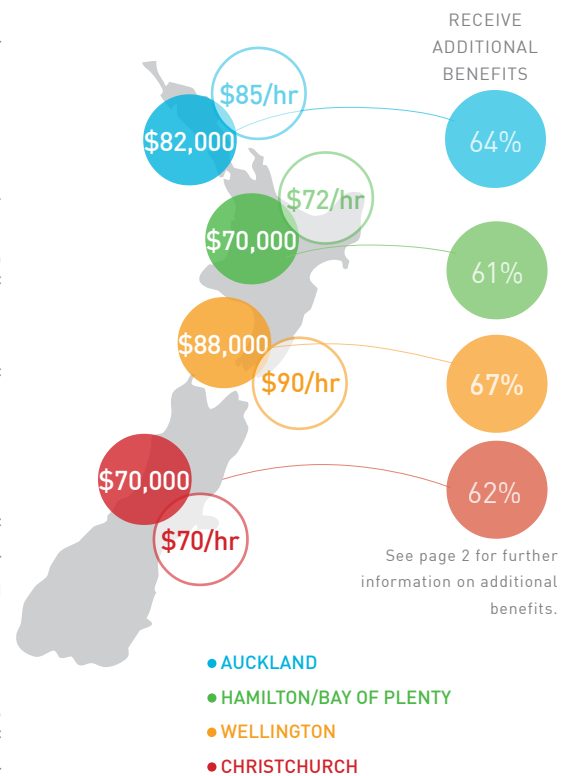 RECEIVE
ADDITIONAL
BENEFITS
$85/hr
$82,000
64%
$72/hr
$70,000
61%
$88,000
$90/hr
67%
$70,000
62%
$70/hr
See page 2 for further
information on additional
benefits.
AUCKLAND
HAMILTON/BAY OF PLENTY
WELLINGTON
CHRISTCHURCH